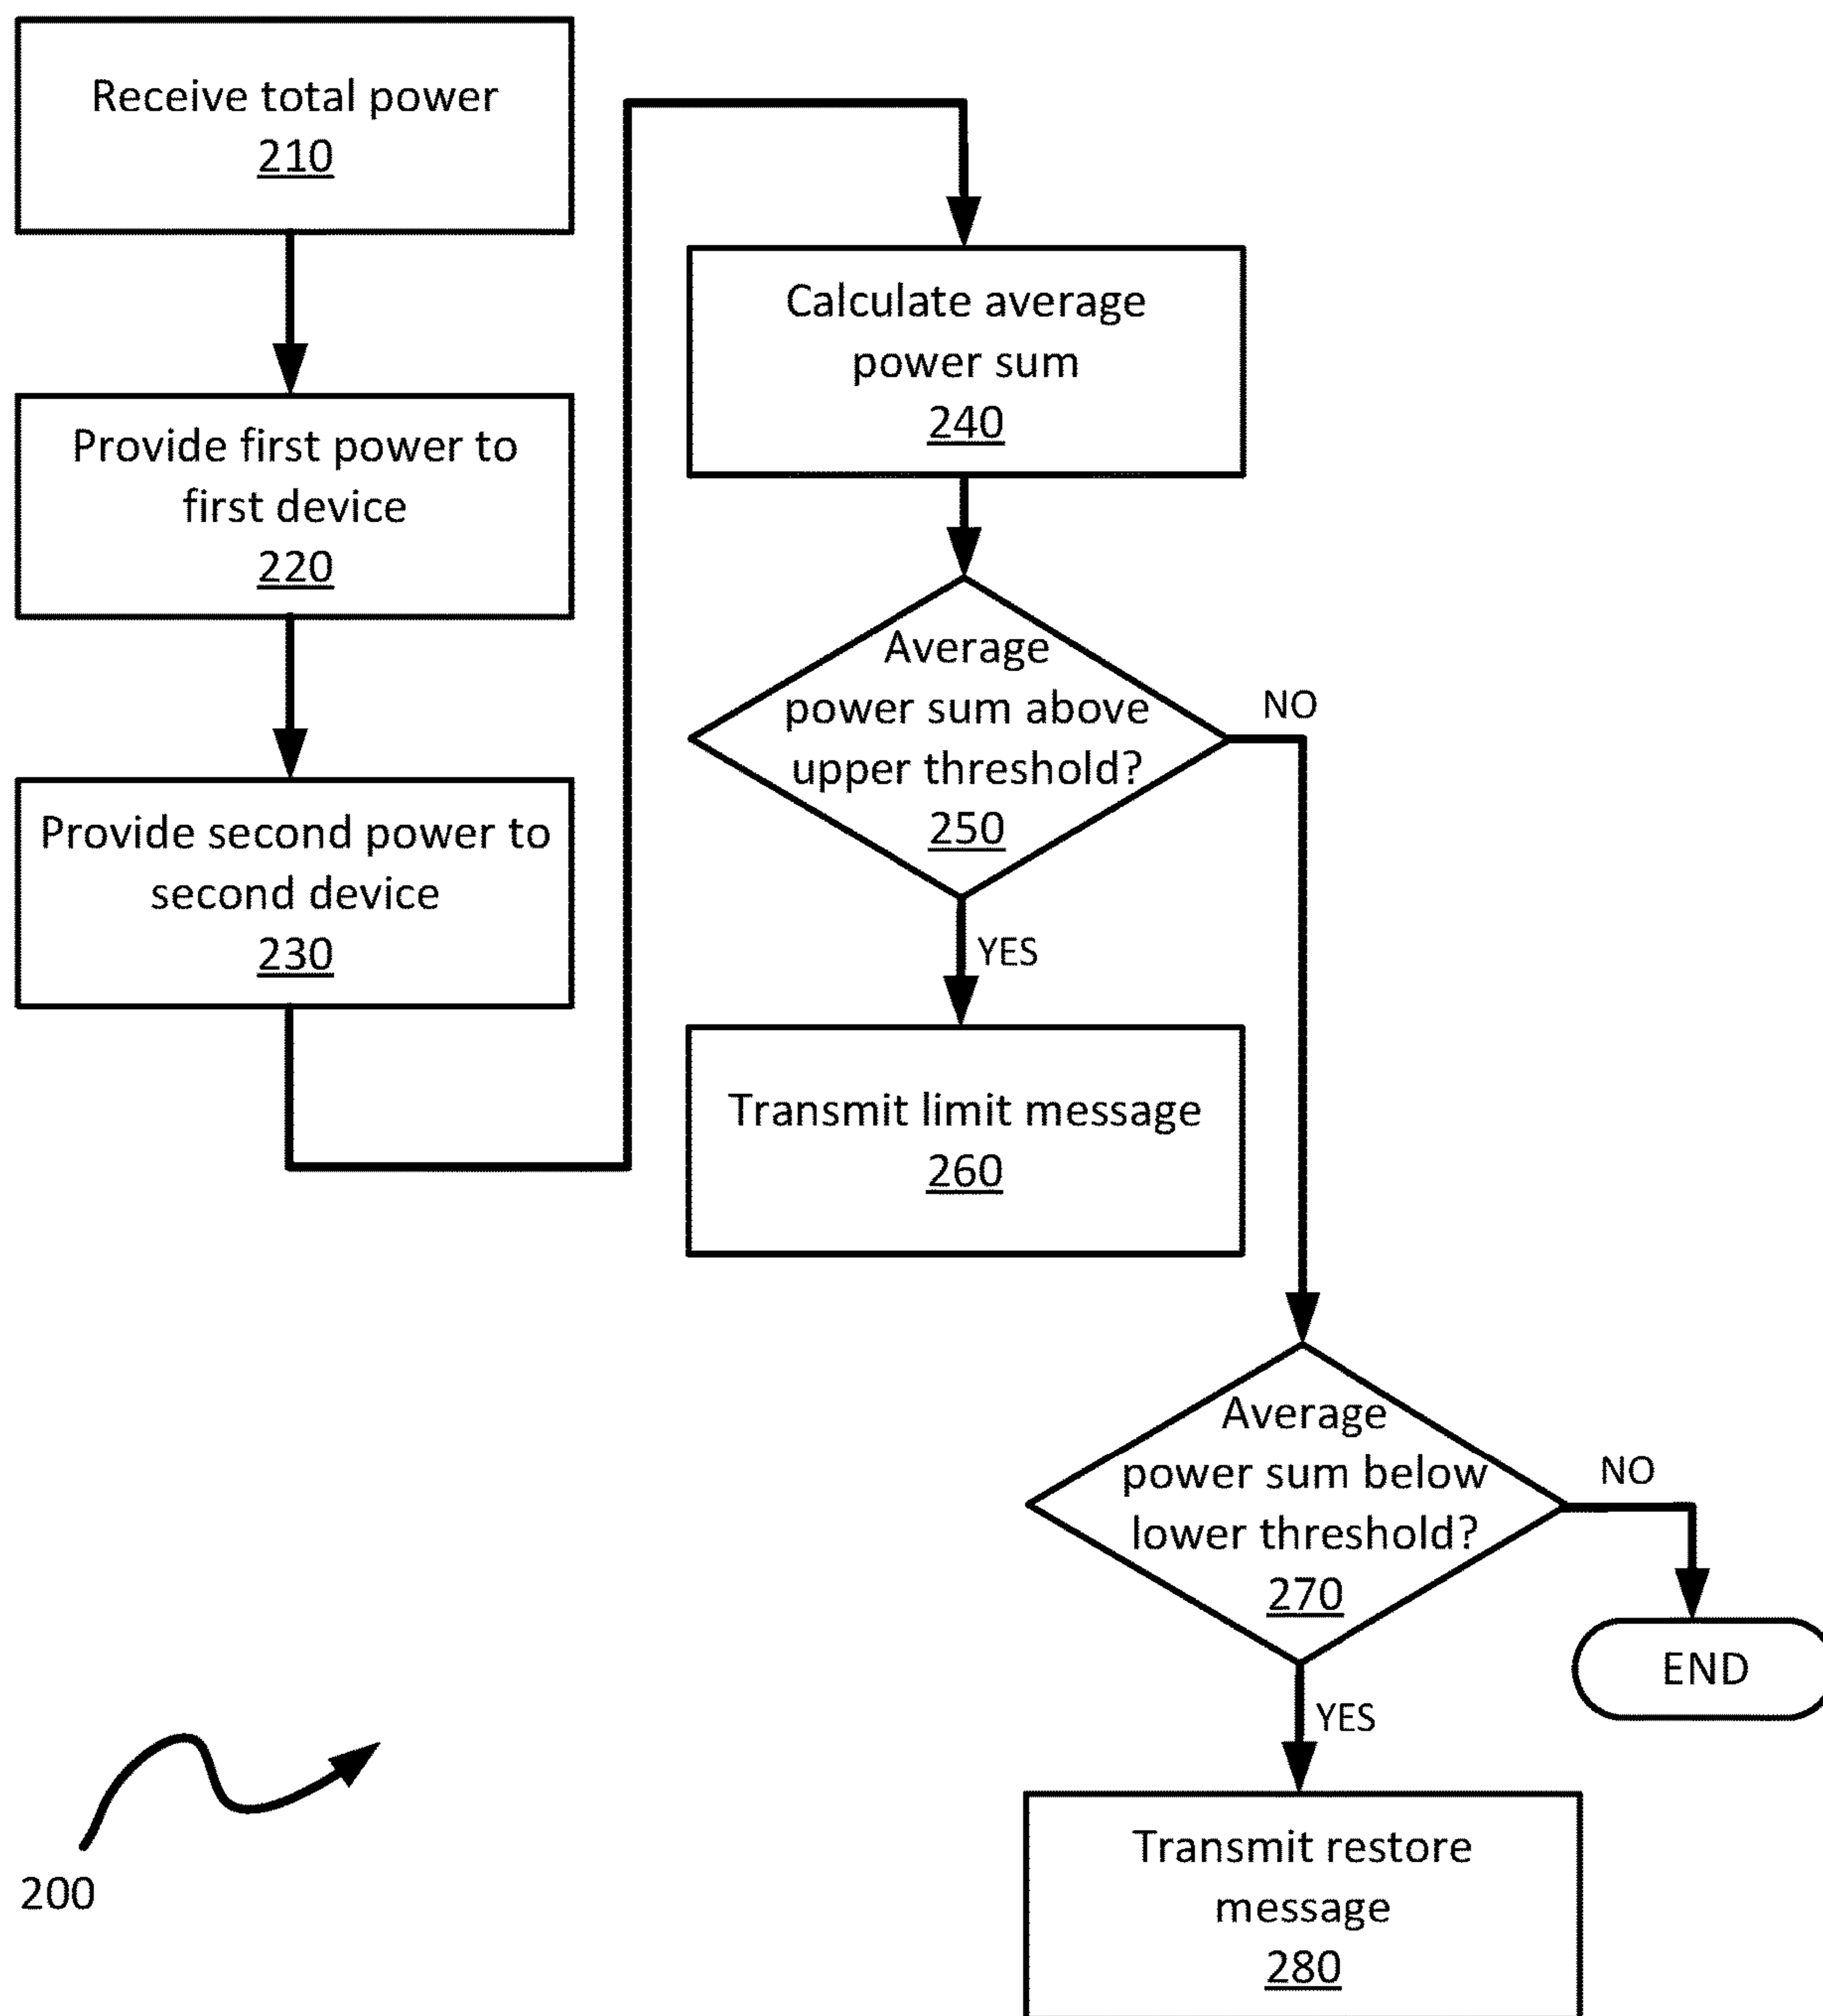 Receive total power
210
Provide first power to
first device
220
Provide second power to
second device
230
Calculate average
power sum
240
Average
power sum above
upper threshold?
250
NO
YES
Transmit limit message
260
Average
power sum below
lower threshold?
270
NO
END
YES
Transmit restore
message
280
200